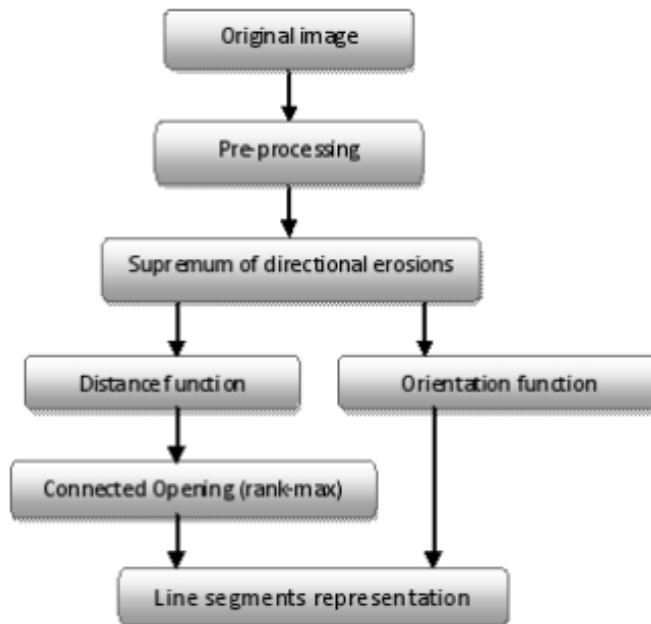 Original image
Pre-processing
Supremum of directional erosions
Distance function
Orientation function
Connected Opening (rank-max)
Line segments representation